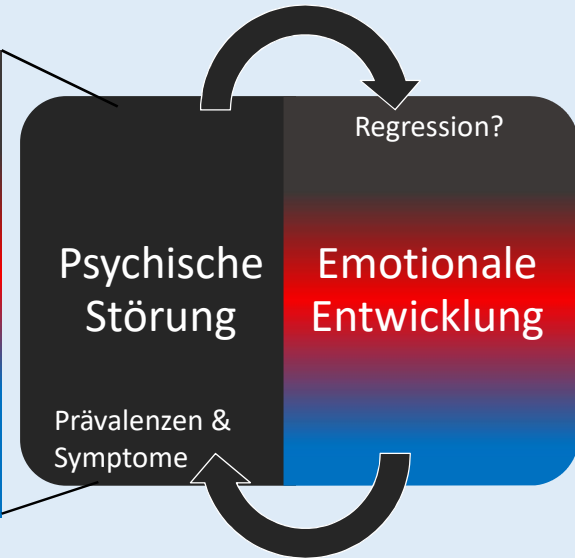 Regression?
Psychische
Störung
Emotionale
Entwicklung
Prävalenzen &
Symptome